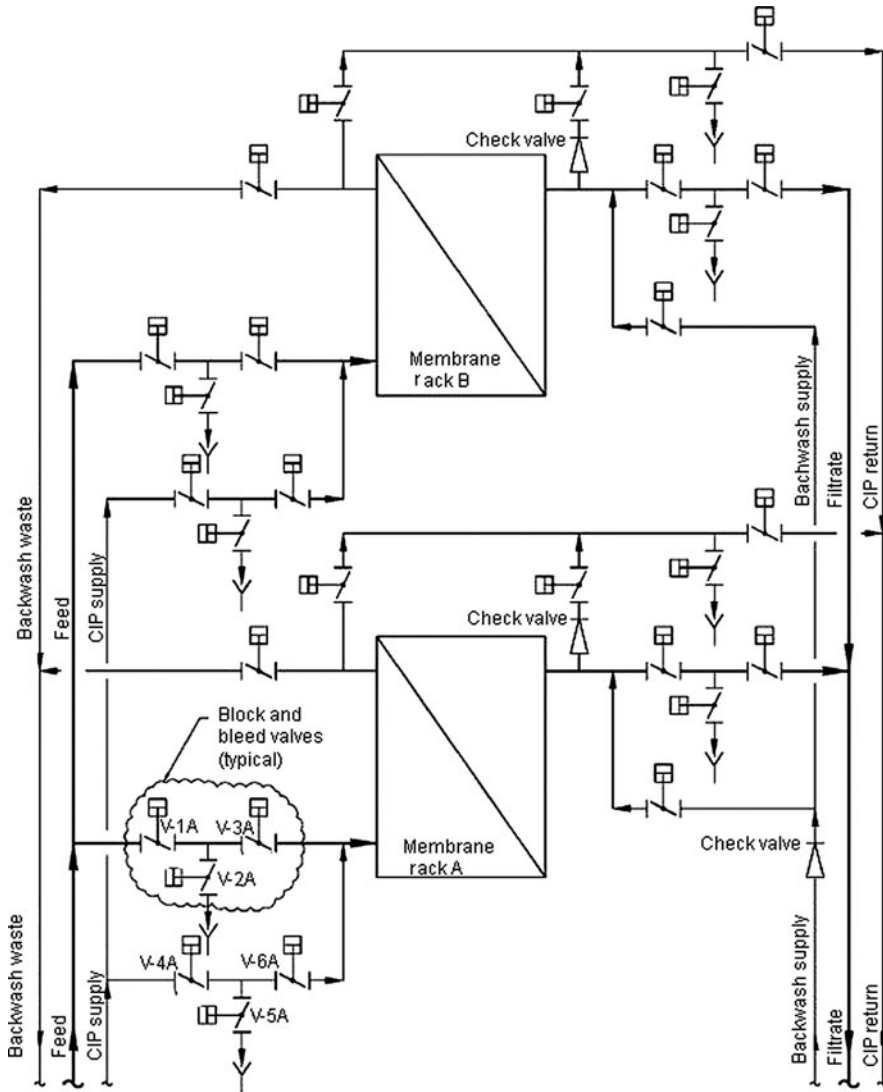 Check valve
Membrane
rack B
Backwash waste
Feed
CIP supply
Bachwash supply
Filtrate
CIP return
Check valve
Block and
bleed valves
(typical)
V-1A
V-3A
V-2A
Membrane
rack A
Check valve
V-4A
V-6A
V-5A
Backwash waste
Feed
CIP supply
Backwash supply
Filtrate
CIP return